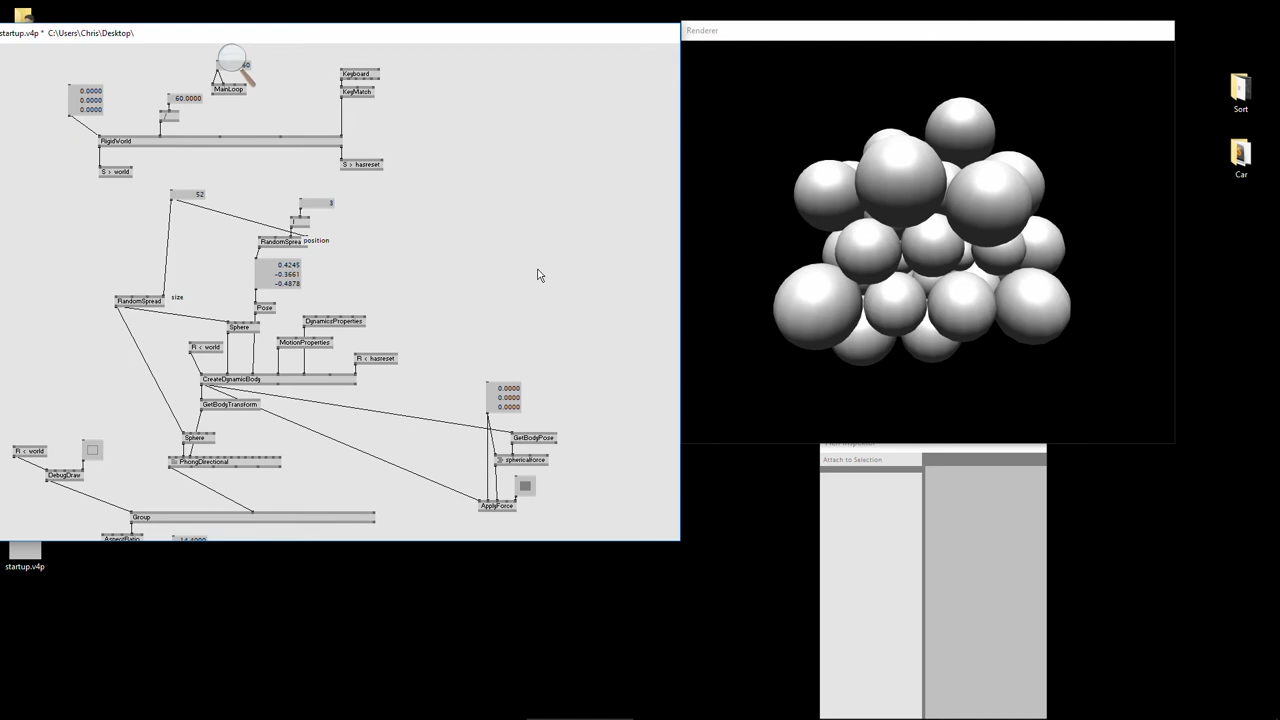 startup.v4p * C:\Users\Chris\Desktop\
Renderer
Keyboard
MainLoop
KeyMatch
0.0000
0.0000
0.0000
60.0000
RigidWorld
S > world
S > hasreset
52
RandomSprea
position
0.4245
-0.3661
-0.4878
RandomSpread
size
Pose
Sphere
DynamicsProperties
R < world
MotionProperties
R < hasreset
CreateDynamicBody
GetBodyTransform
0.0000
0.0000
0.0000
Sphere
GetBodyPose
R < world
PhongDirectional
sphericalforce
DebugDraw
ApplyForce
Group
AspectRatio
Attach to Selection
startup.v4p
Sort
Car